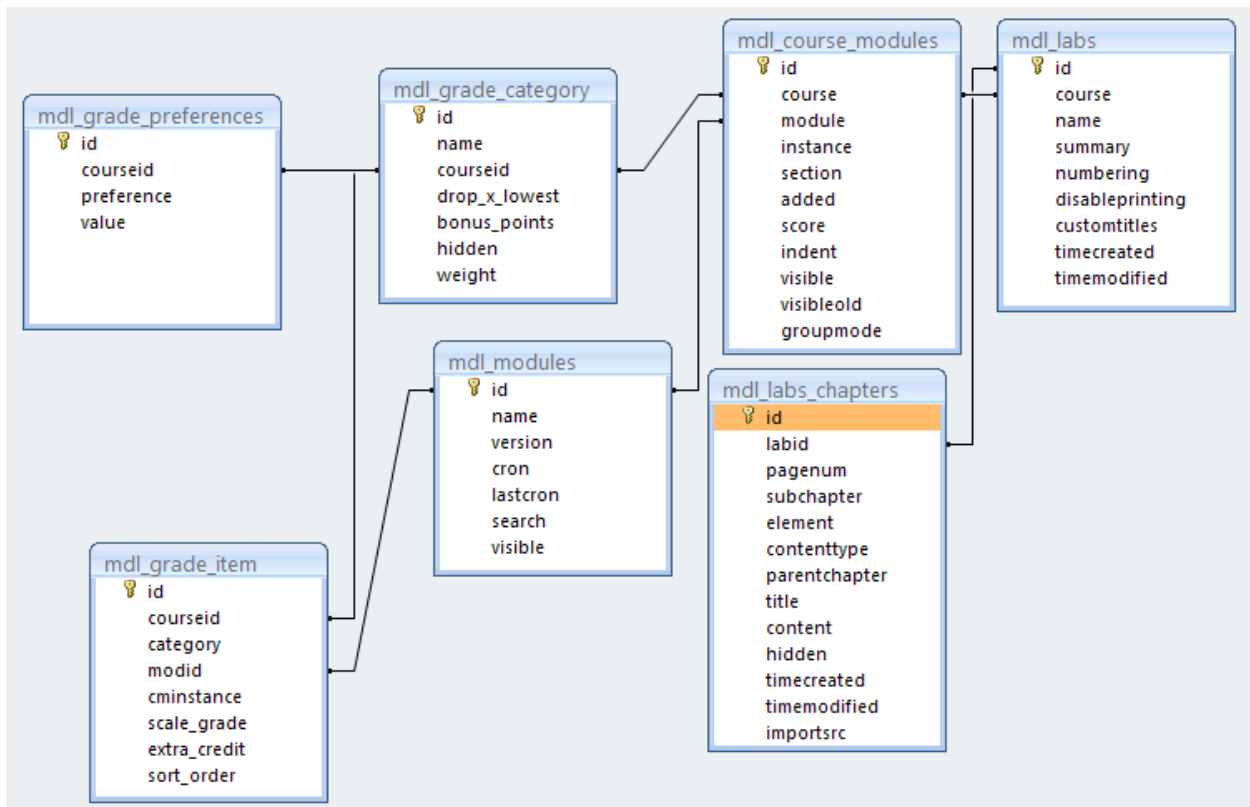 mdl_grade_preferences
id
courseid
preference
value
mdl_grade_category
id
name
courseid
drop_x_lowest
bonus_points
hidden
weight
mdl_course_modules
id
course
module
instance
section
added
score
indent
visible
visibleold
groupmode
mdl_labs
id
course
name
summary
numbering
disableprinting
customtitles
timecreated
timemodified
mdl_modules
id
name
version
cron
lastcron
search
visible
mdl_labs_chapters
id
labid
pagenum
subchapter
element
contenttype
parentchapter
title
content
hidden
timecreated
timemodified
importsrc
mdl_grade_item
id
courseid
category
modid
cminstance
scale_grade
extra_credit
sort_order